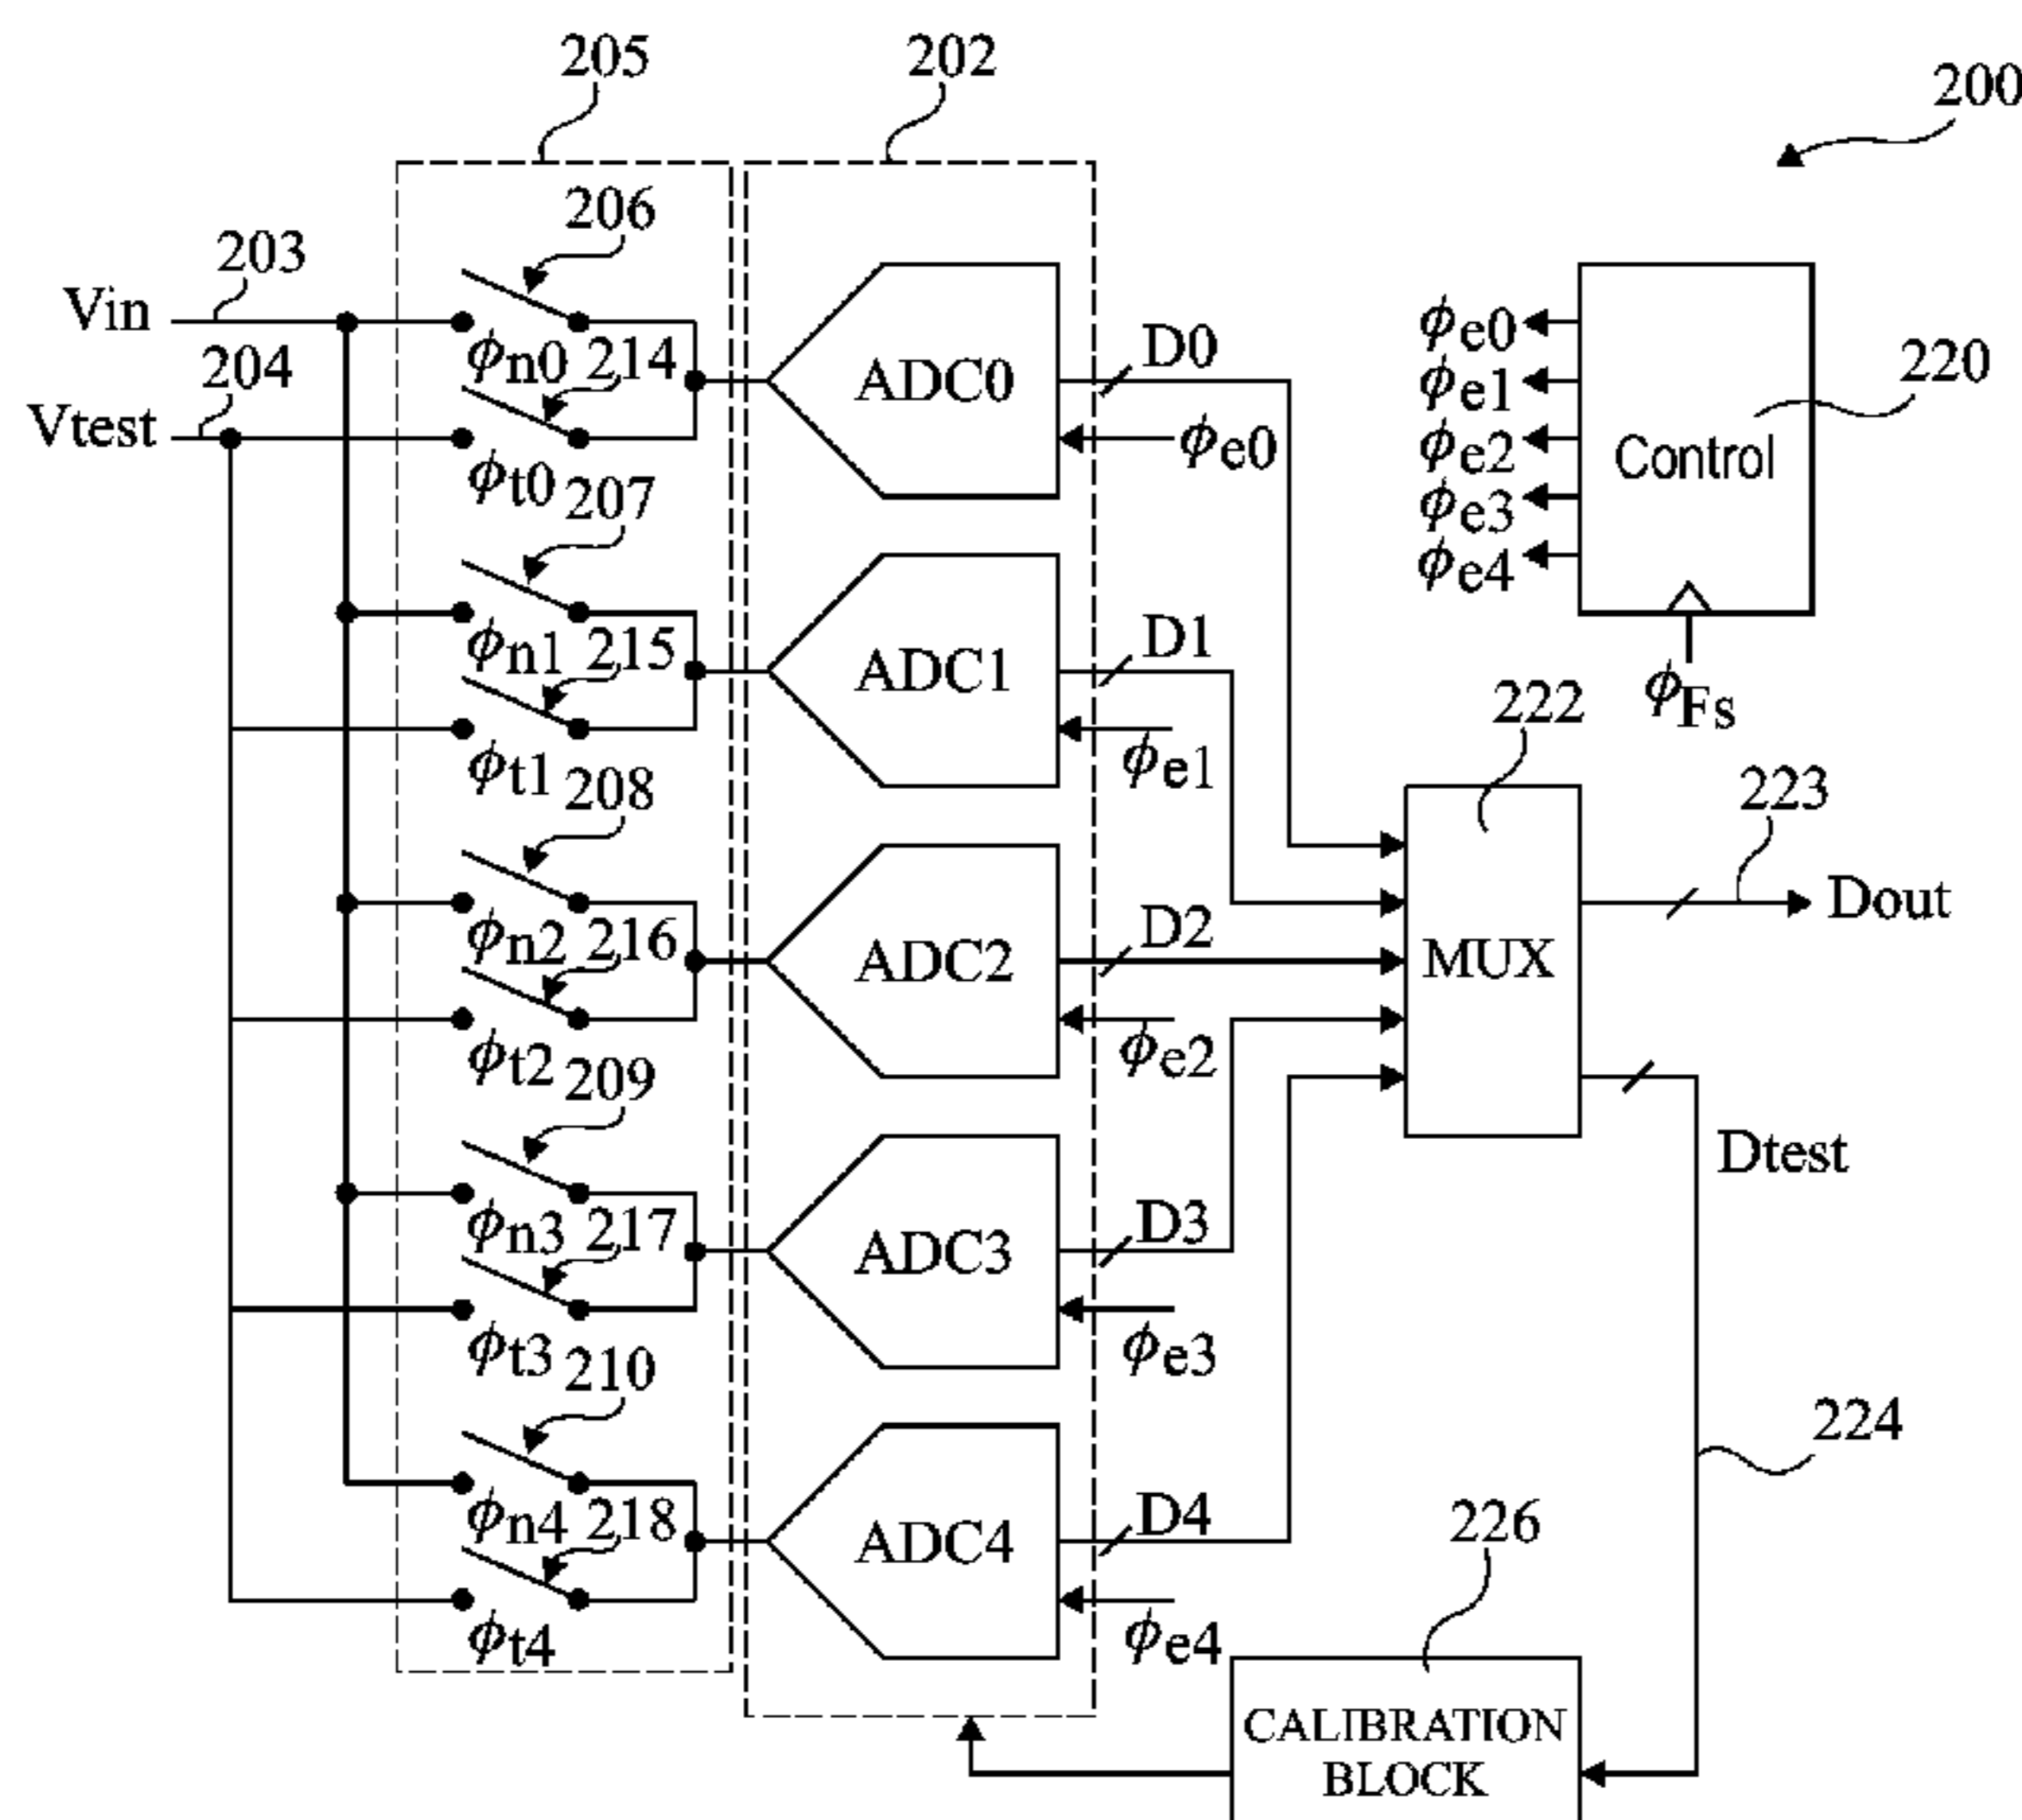 205
202
200
206
203
Vin
ϕn0
214
ADC0
D0
ϕe0
204
Vtest
ϕt0
207
ϕe0
ϕe1
ϕe2
ϕe3
ϕe4
Control
220
ϕFs
ϕn1
215
ADC1
D1
ϕe1
ϕt1
208
222
223
ϕn2
216
ADC2
D2
MUX
Dout
ϕe2
ϕt2
209
Dtest
ϕn3
217
ADC3
D3
ϕe3
ϕt3
210
224
ϕn4
218
ADC4
D4
ϕe4
ϕt4
226
CALIBRATION
BLOCK